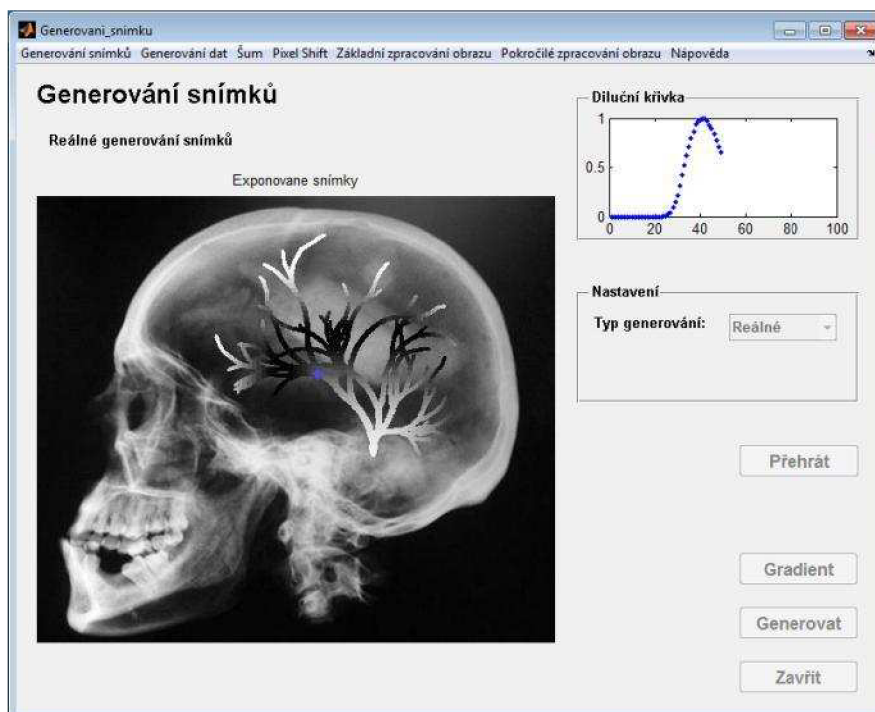 Generovani_snimku
Generování snímků Generování dat Šum Pixel Shift Základní zpracování obrazu Pokročilé zpracování obrazu Nápověda
Generování snímků
Reálné generování snímků
Exponovane snímky
Diluční křivka
1
0.5
0
0 20 40 60 80 100
Nastavení
Typ generování: Reálné
Přehrát
Gradient
Generovat
Zavřít